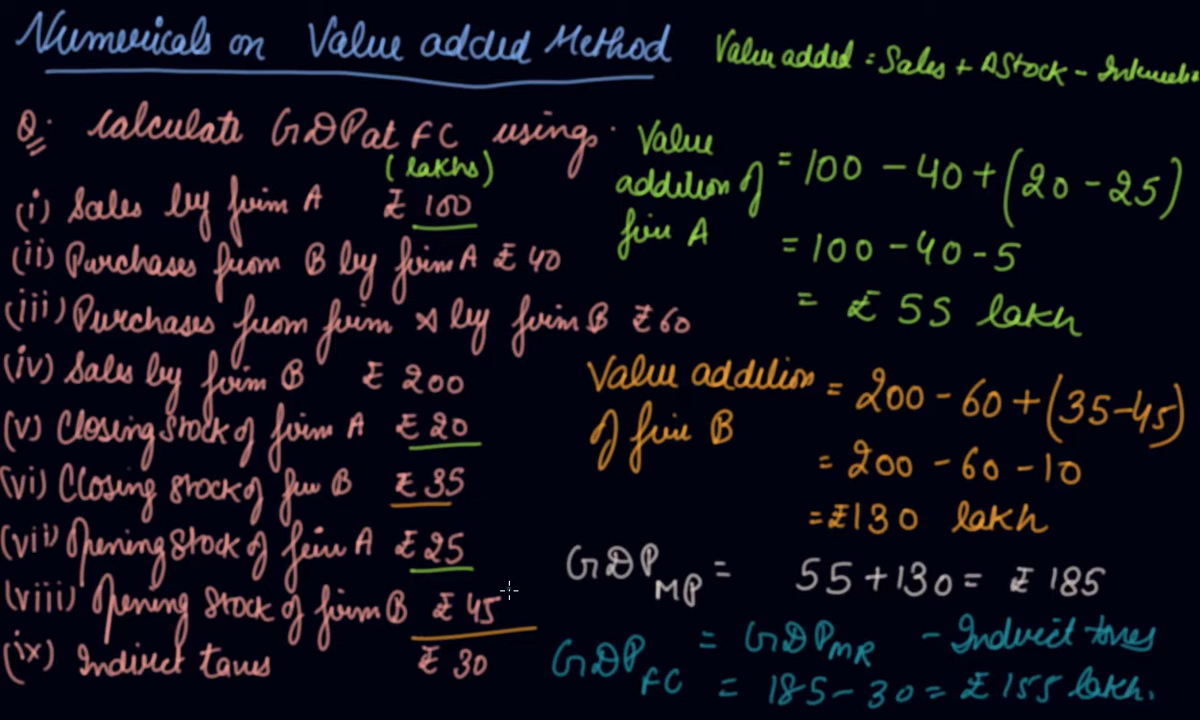 Numericals on Value added Method
Value added = Sales + ΔStock -
Q. Calculate GDP at FC using:
(lakhs)
(i) Sales by firm A ₹ 100
(ii) Purchases from B by firm A ₹ 40
(iii) Purchases from firm X by firm B ₹ 60
(iv) Sales by firm B ₹ 200
(v) Closing Stock of firm A ₹ 20
(vi) Closing Stock of firm B ₹ 35
(vii) Opening Stock of firm A ₹ 25
(viii) Opening Stock of firm B ₹ 45
(ix) Indirect taxes ₹ 30
Value
addition of = 100 - 40 + (20 - 25)
firm A
= 100 - 40 - 5
= ₹ 55 lakh
Value addition = 200 - 60 + (35 - 45)
of firm B
= 200 - 60 - 10
= ₹ 130 lakh
GDP MP = 55 + 130 = ₹ 185
GDP FC = GDP MP - Indirect taxes
= 185 - 30 = ₹ 155 lakh.